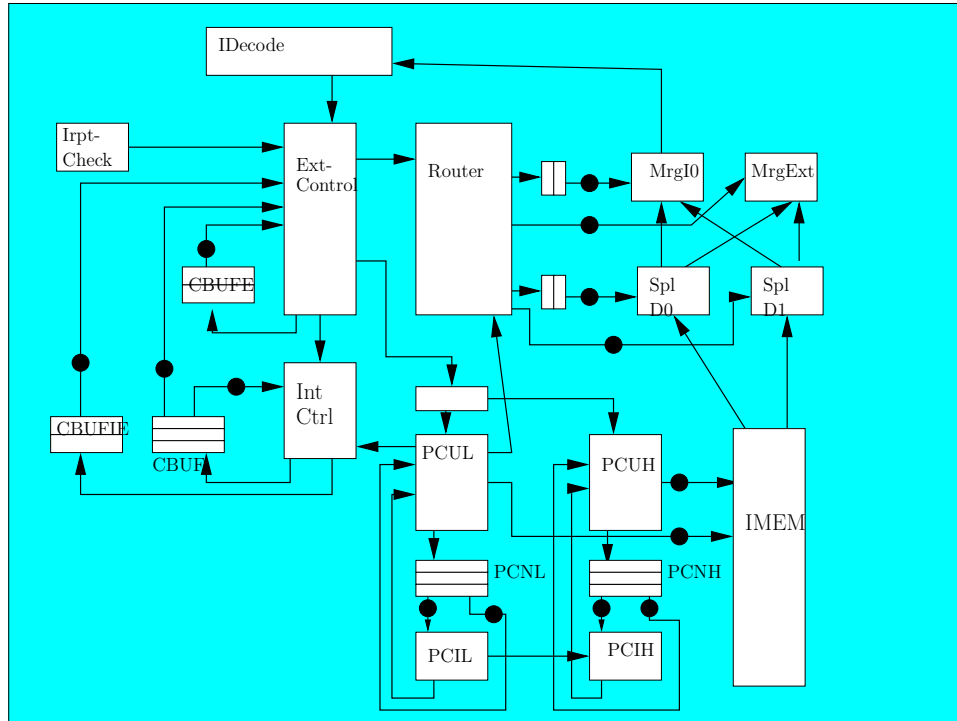 IDecode
Irpt-
Check
Ext-
Control
Router
MrgI0
MrgExt
CBUFE
Spl
D0
Spl
D1
Int
Ctrl
CBUFIE
CBUF
PCUL
PCUH
IMEM
PCNL
PCNH
PCIL
PCIH